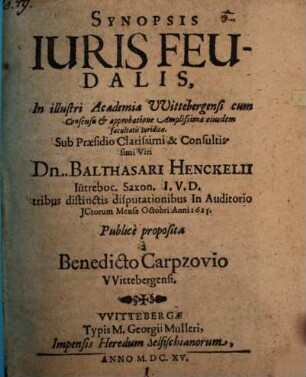 SYNOPSIS
IURIS FEU-
DALIS,
In illustri Academia VVittebergensi cum
Consensu & approbatione Amplissimæ eiusdem
facultatis Iuridicæ.
Sub Præsidio Clarissimi & Consultis-
simi Viri
Dn. BALTHASARI HENCKELII
Iütreboc. Saxon. I. V. D.
tribus distinctis disputationibus In Auditorio
JCtorum Mense Octobri Anni 1615.
Publicè proposita
à
Benedicto Carpzovio
VVittebergensi.
VVITTEBERGÆ
Typis M. Georgii Mulleri,
Impensis Heredum Selfischianorum,
ANNO M. DC. XV.
I.